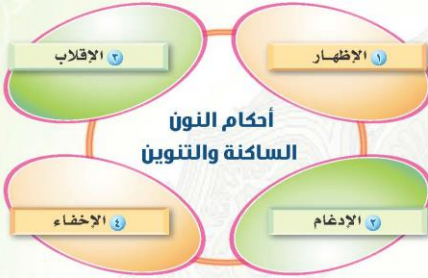 ١ الإظهار
٣ الإقلاب
أحكام النون
الساكنة والتنوين
٢ الإدغام
٤ الإخفاء